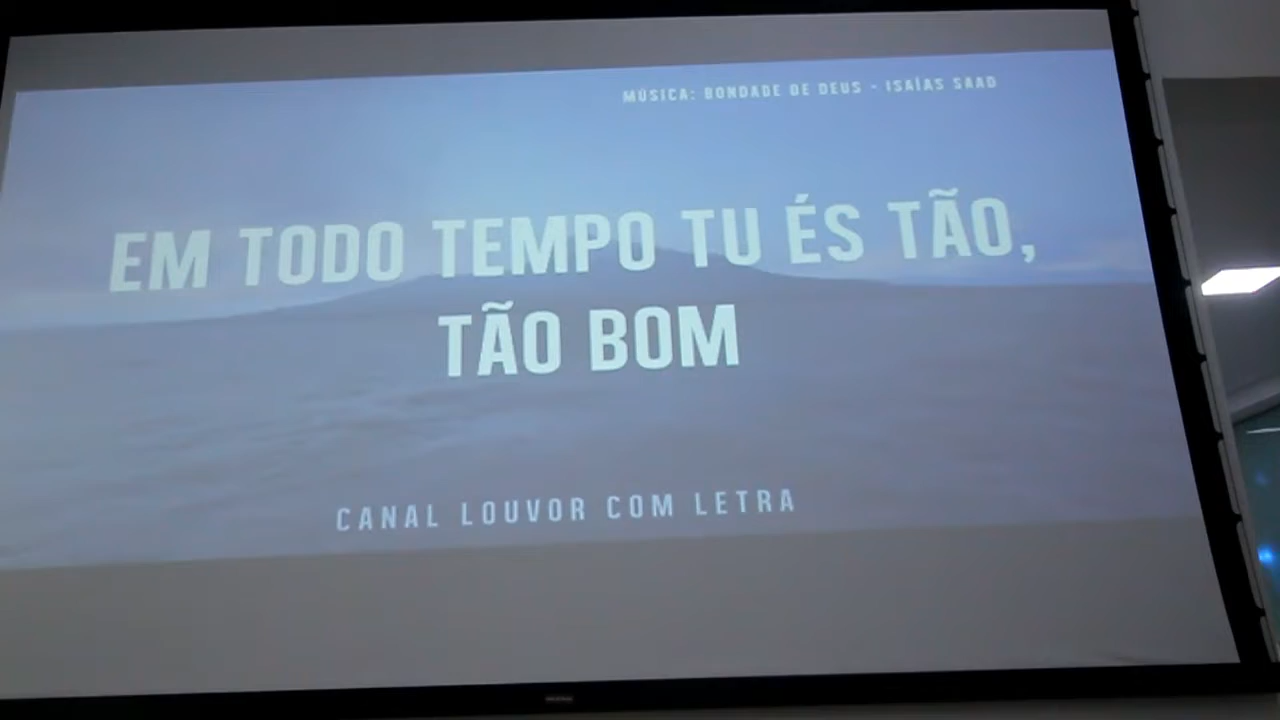 MÚSICA: BONDADE DE DEUS - ISAÍAS SAAD
EM TODO TEMPO TU ÉS TÃO,
TÃO BOM
CANAL LOUVOR COM LETRA